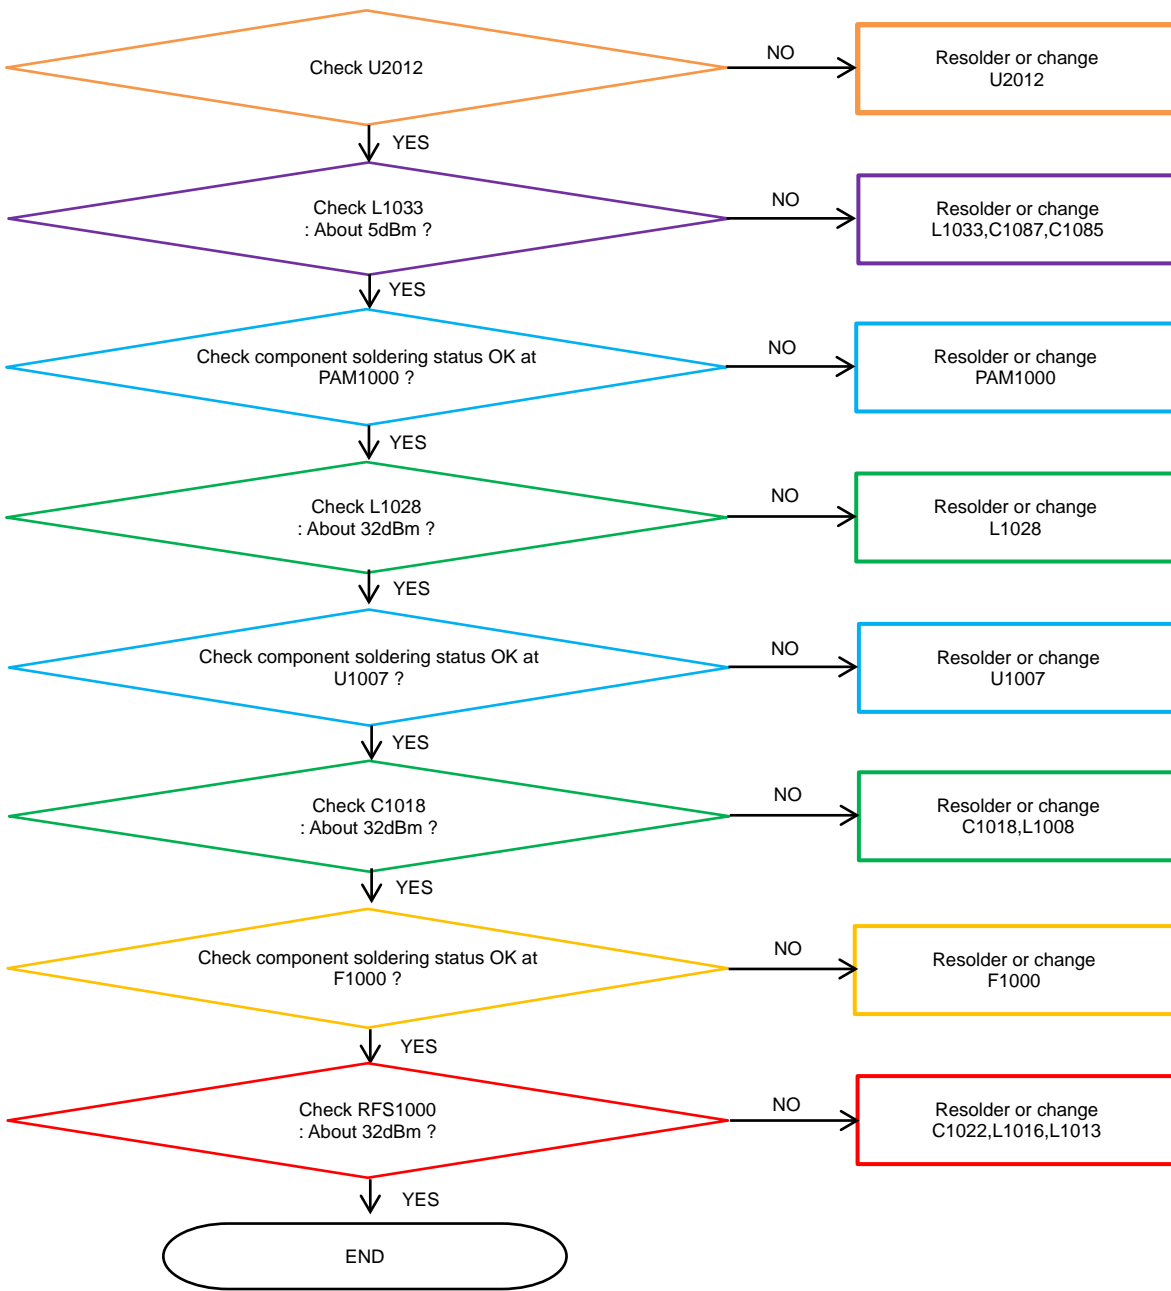 Check U2012
NO
Resolder or change
U2012
YES
Check L1033
: About 5dBm ?
NO
Resolder or change
L1033,C1087,C1085
YES
Check component soldering status OK at
PAM1000 ?
NO
Resolder or change
PAM1000
YES
Check L1028
: About 32dBm ?
NO
Resolder or change
L1028
YES
Check component soldering status OK at
U1007 ?
NO
Resolder or change
U1007
YES
Check C1018
: About 32dBm ?
NO
Resolder or change
C1018,L1008
YES
Check component soldering status OK at
F1000 ?
NO
Resolder or change
F1000
YES
Check RFS1000
: About 32dBm ?
NO
Resolder or change
C1022,L1016,L1013
YES
END